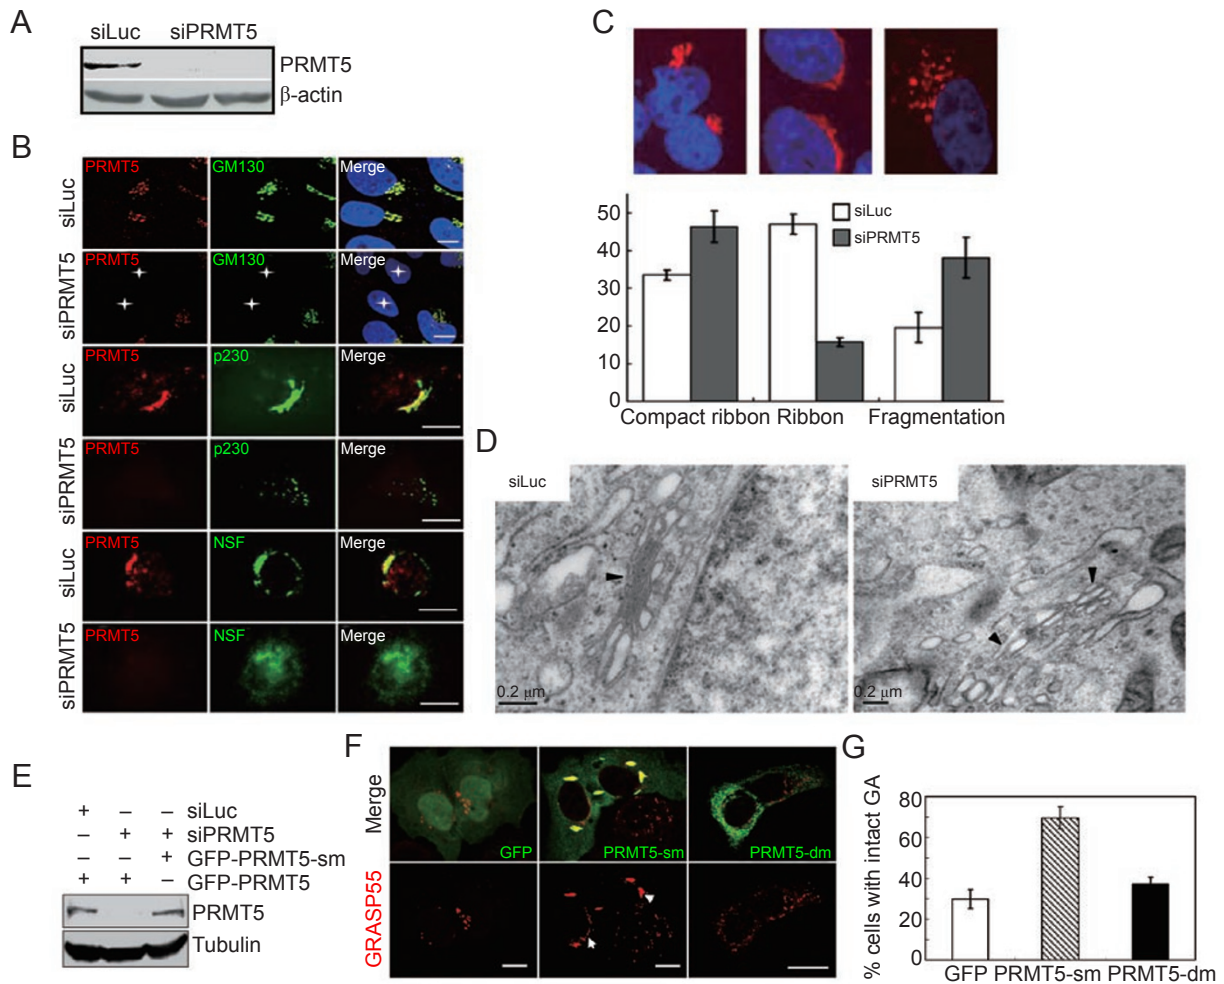 A
siLuc siPRMT5
PRMT5
β-actin
B
siLuc
PRMT5 GM130 Merge
siPRMT5
PRMT5 GM130 Merge
siLuc
PRMT5 p230 Merge
siPRMT5
PRMT5 p230 Merge
siLuc
PRMT5 NSF Merge
siPRMT5
PRMT5 NSF Merge
C
50
40
30
20
10
0
siLuc
siPRMT5
Compact ribbon Ribbon Fragmentation
D
siLuc
0.2 μm
siPRMT5
0.2 μm
E
+ − − siLuc
− + + siPRMT5
− − + GFP-PRMT5-sm
+ + − GFP-PRMT5
PRMT5
Tubulin
F
Merge
GFP PRMT5-sm PRMT5-dm
GRASP55
G
% cells with intact GA
80
60
40
20
0
GFP PRMT5-sm PRMT5-dm